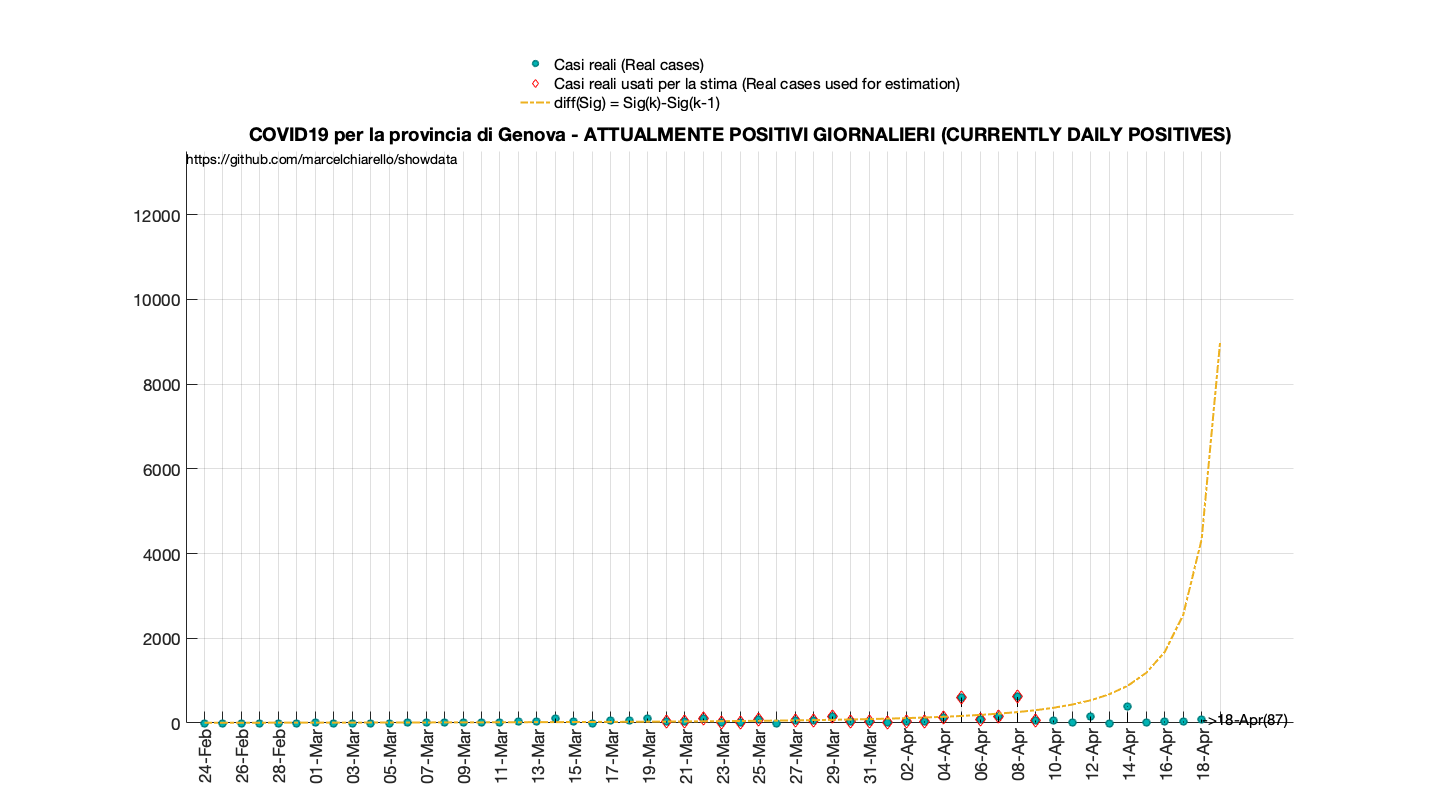 Casi reali (Real cases)
Casi reali usati per la stima (Real cases used for estimation)
diff(Sig) = Sig(k)-Sig(k-1)
COVID19 per la provincia di Genova - ATTUALMENTE POSITIVI GIORNALIERI (CURRENTLY DAILY POSITIVES)
https://github.com/marcelchiarello/showdata
12000
10000
8000
6000
4000
2000
0
->18-Apr(87)
24-Feb
26-Feb
28-Feb
01-Mar
03-Mar
05-Mar
07-Mar
09-Mar
11-Mar
13-Mar
15-Mar
17-Mar
19-Mar
21-Mar
23-Mar
25-Mar
27-Mar
29-Mar
31-Mar
02-Apr
04-Apr
06-Apr
08-Apr
10-Apr
12-Apr
14-Apr
16-Apr
18-Apr